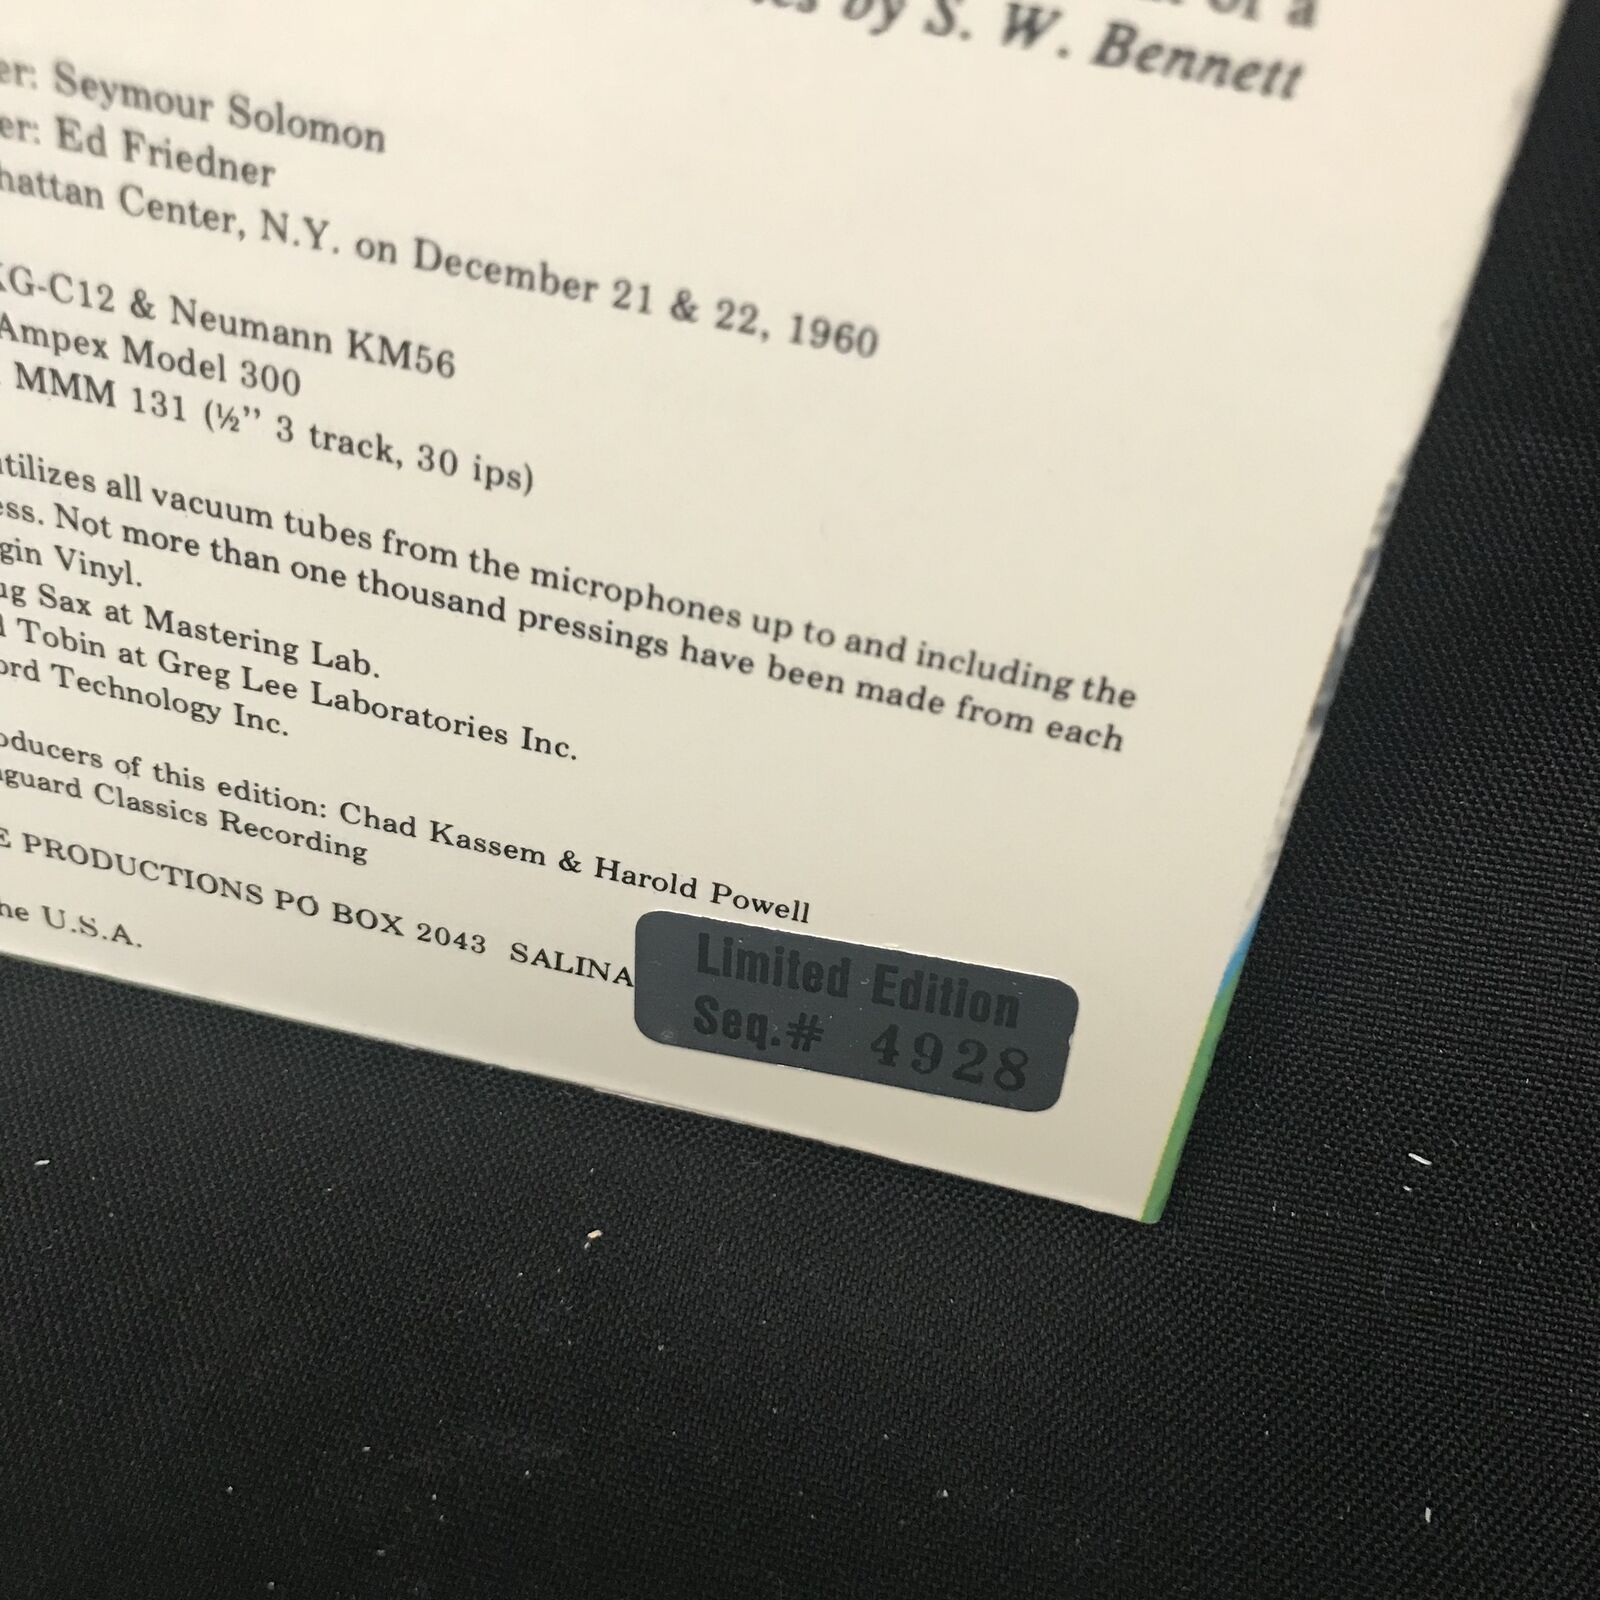 of a
by S. W. Bennett
er: Seymour Solomon
er: Ed Friedner
hattan Center, N.Y. on December 21 & 22, 1960
KG-C12 & Neumann KM56
Ampex Model 300
MMM 131 (½" 3 track, 30 ips)
tilizes all vacuum tubes from the microphones up to and including the
ess. Not more than one thousand pressings have been made from each
gin Vinyl.
ug Sax at Mastering Lab.
Tobin at Greg Lee Laboratories Inc.
ord Technology Inc.
oducers of this edition: Chad Kassem & Harold Powell
guard Classics Recording
E PRODUCTIONS PO BOX 2043 SALINA
he U.S.A.
Limited Edition
Seq.# 4928